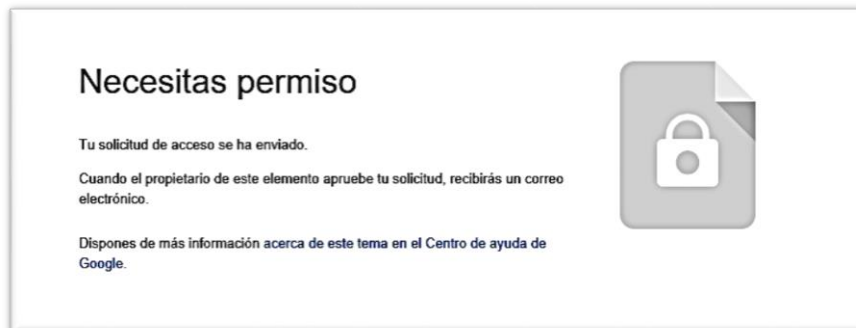 Necesitas permiso
Tu solicitud de acceso se ha enviado.
Cuando el propietario de este elemento apruebe tu solicitud, recibirás un correo
electrónico.
Dispones de más información acerca de este tema en el Centro de ayuda de
Google.